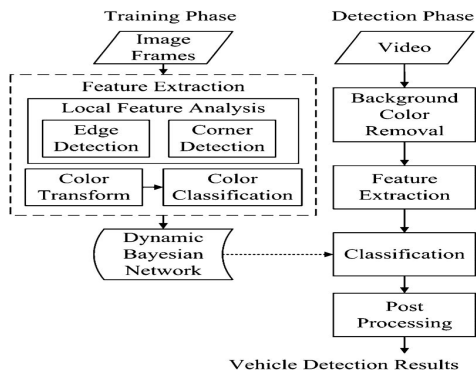 Training Phase
Image
Frames
Feature Extraction
Local Feature Analysis
Edge
Detection
Corner
Detection
Color
Transform
Color
Classification
Dynamic
Bayesian
Network
Detection Phase
Video
Background
Color
Removal
Feature
Extraction
Classification
Post
Processing
Vehicle Detection Results